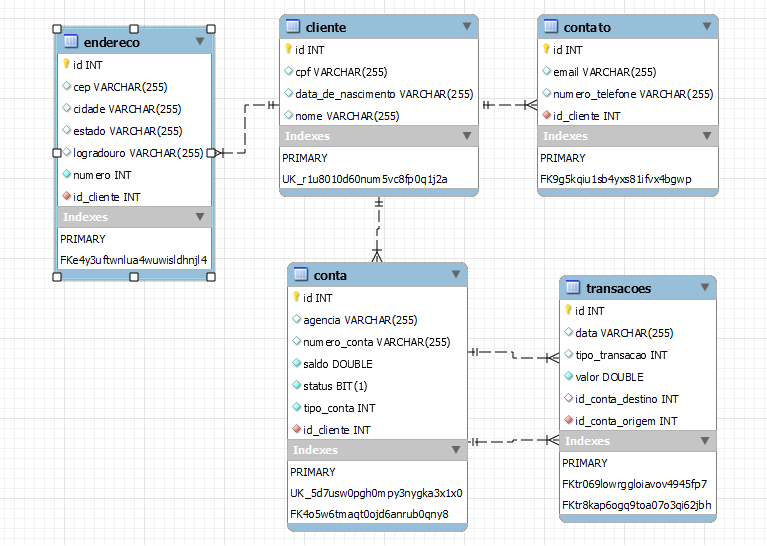 endereco
id INT
cep VARCHAR(255)
cidade VARCHAR(255)
estado VARCHAR(255)
logradouro VARCHAR(255)
numero INT
id_cliente INT
Indexes
PRIMARY
FKe4y3uftwnlua4wuwisldhnjl4
cliente
id INT
cpf VARCHAR(255)
data_de_nascimento VARCHAR(255)
nome VARCHAR(255)
Indexes
PRIMARY
UK_r1u8010d60num5vc8fp0q1j2a
contato
id INT
email VARCHAR(255)
numero_telefone VARCHAR(255)
id_cliente INT
Indexes
PRIMARY
FK9g5kqiu1sb4yxs81ifvx4bgwp
conta
id INT
agencia VARCHAR(255)
numero_conta VARCHAR(255)
saldo DOUBLE
status BIT(1)
tipo_conta INT
id_cliente INT
Indexes
PRIMARY
UK_5d7usw0pgh0mpy3nygka3x1x0
FK4o5w6tmaqt0ojd6anrub0qny8
transacoes
id INT
data VARCHAR(255)
tipo_transacao INT
valor DOUBLE
id_conta_destino INT
id_conta_origem INT
Indexes
PRIMARY
FKtr069lowrggloiavov4945fp7
FKtr8kap6ogq9toa07o3qi62jbh